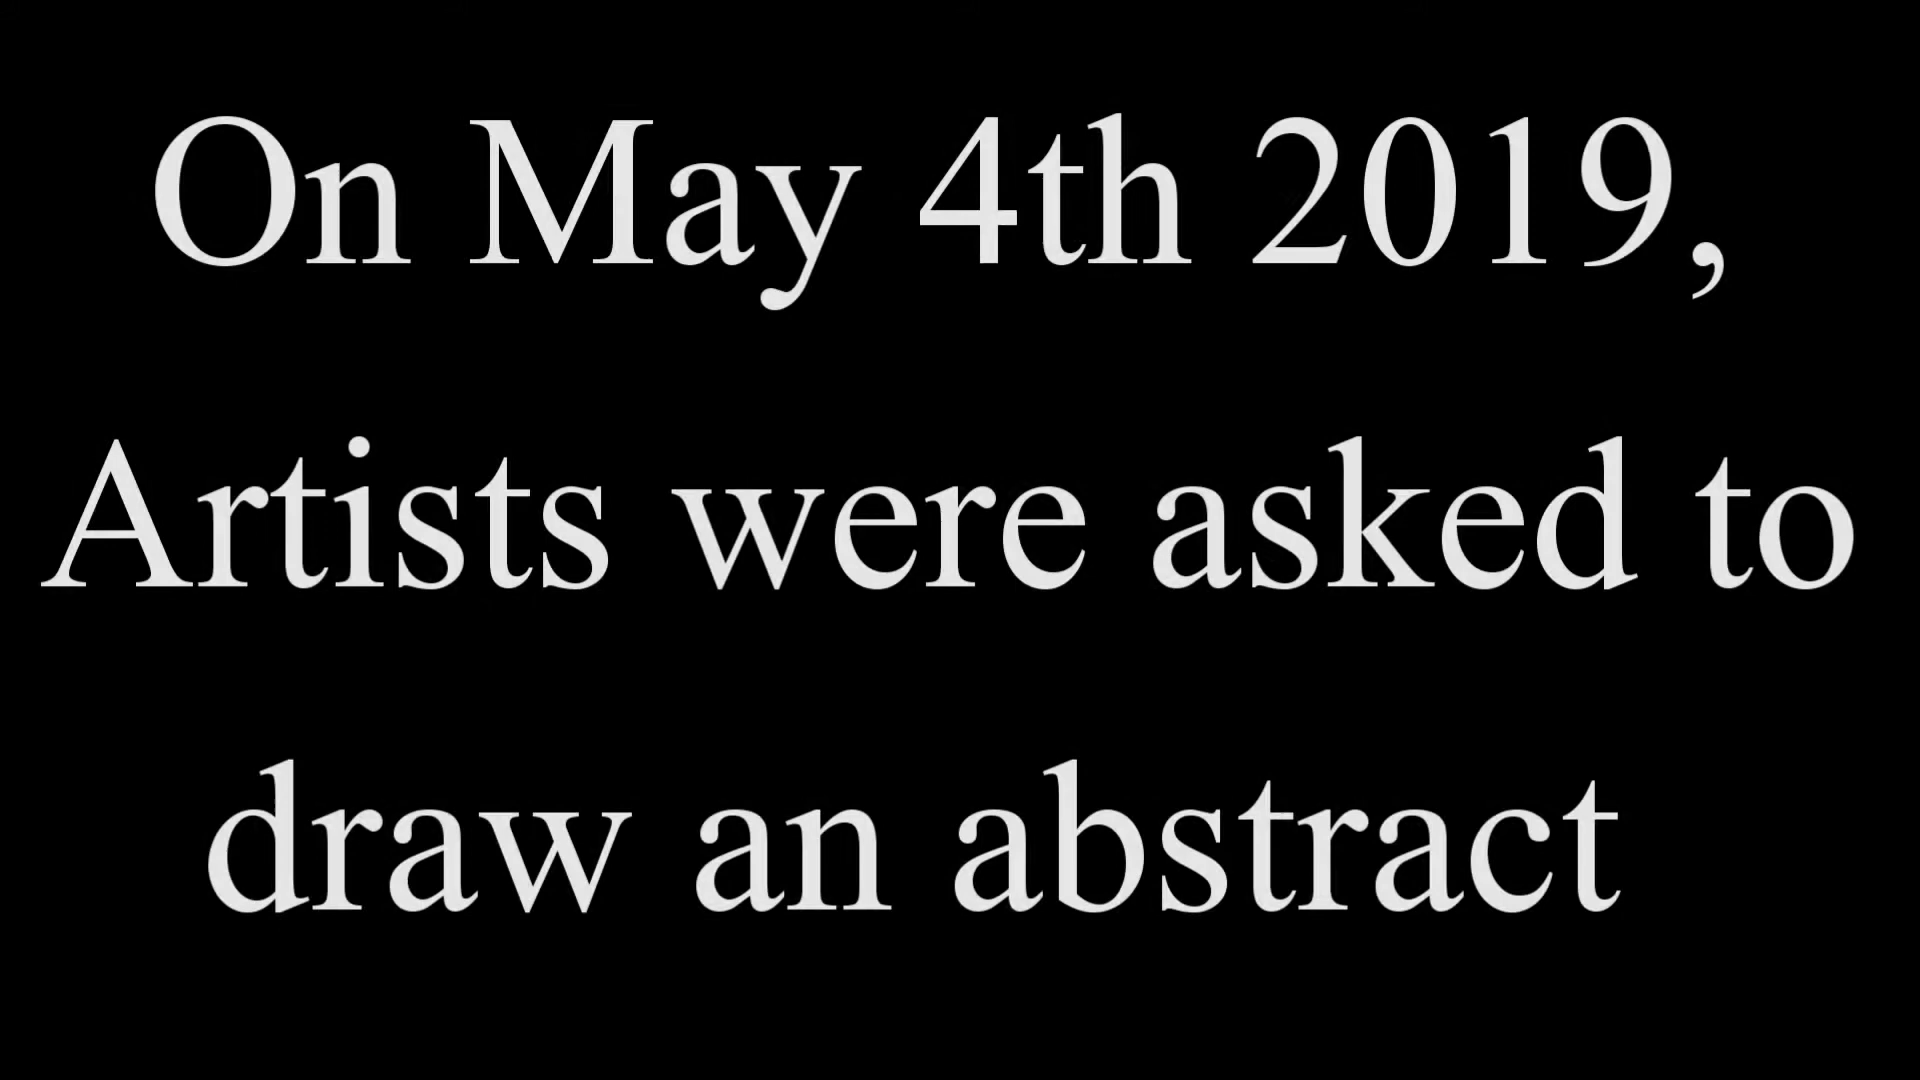 On May 4th 2019,
Artists were asked to
draw an abstract